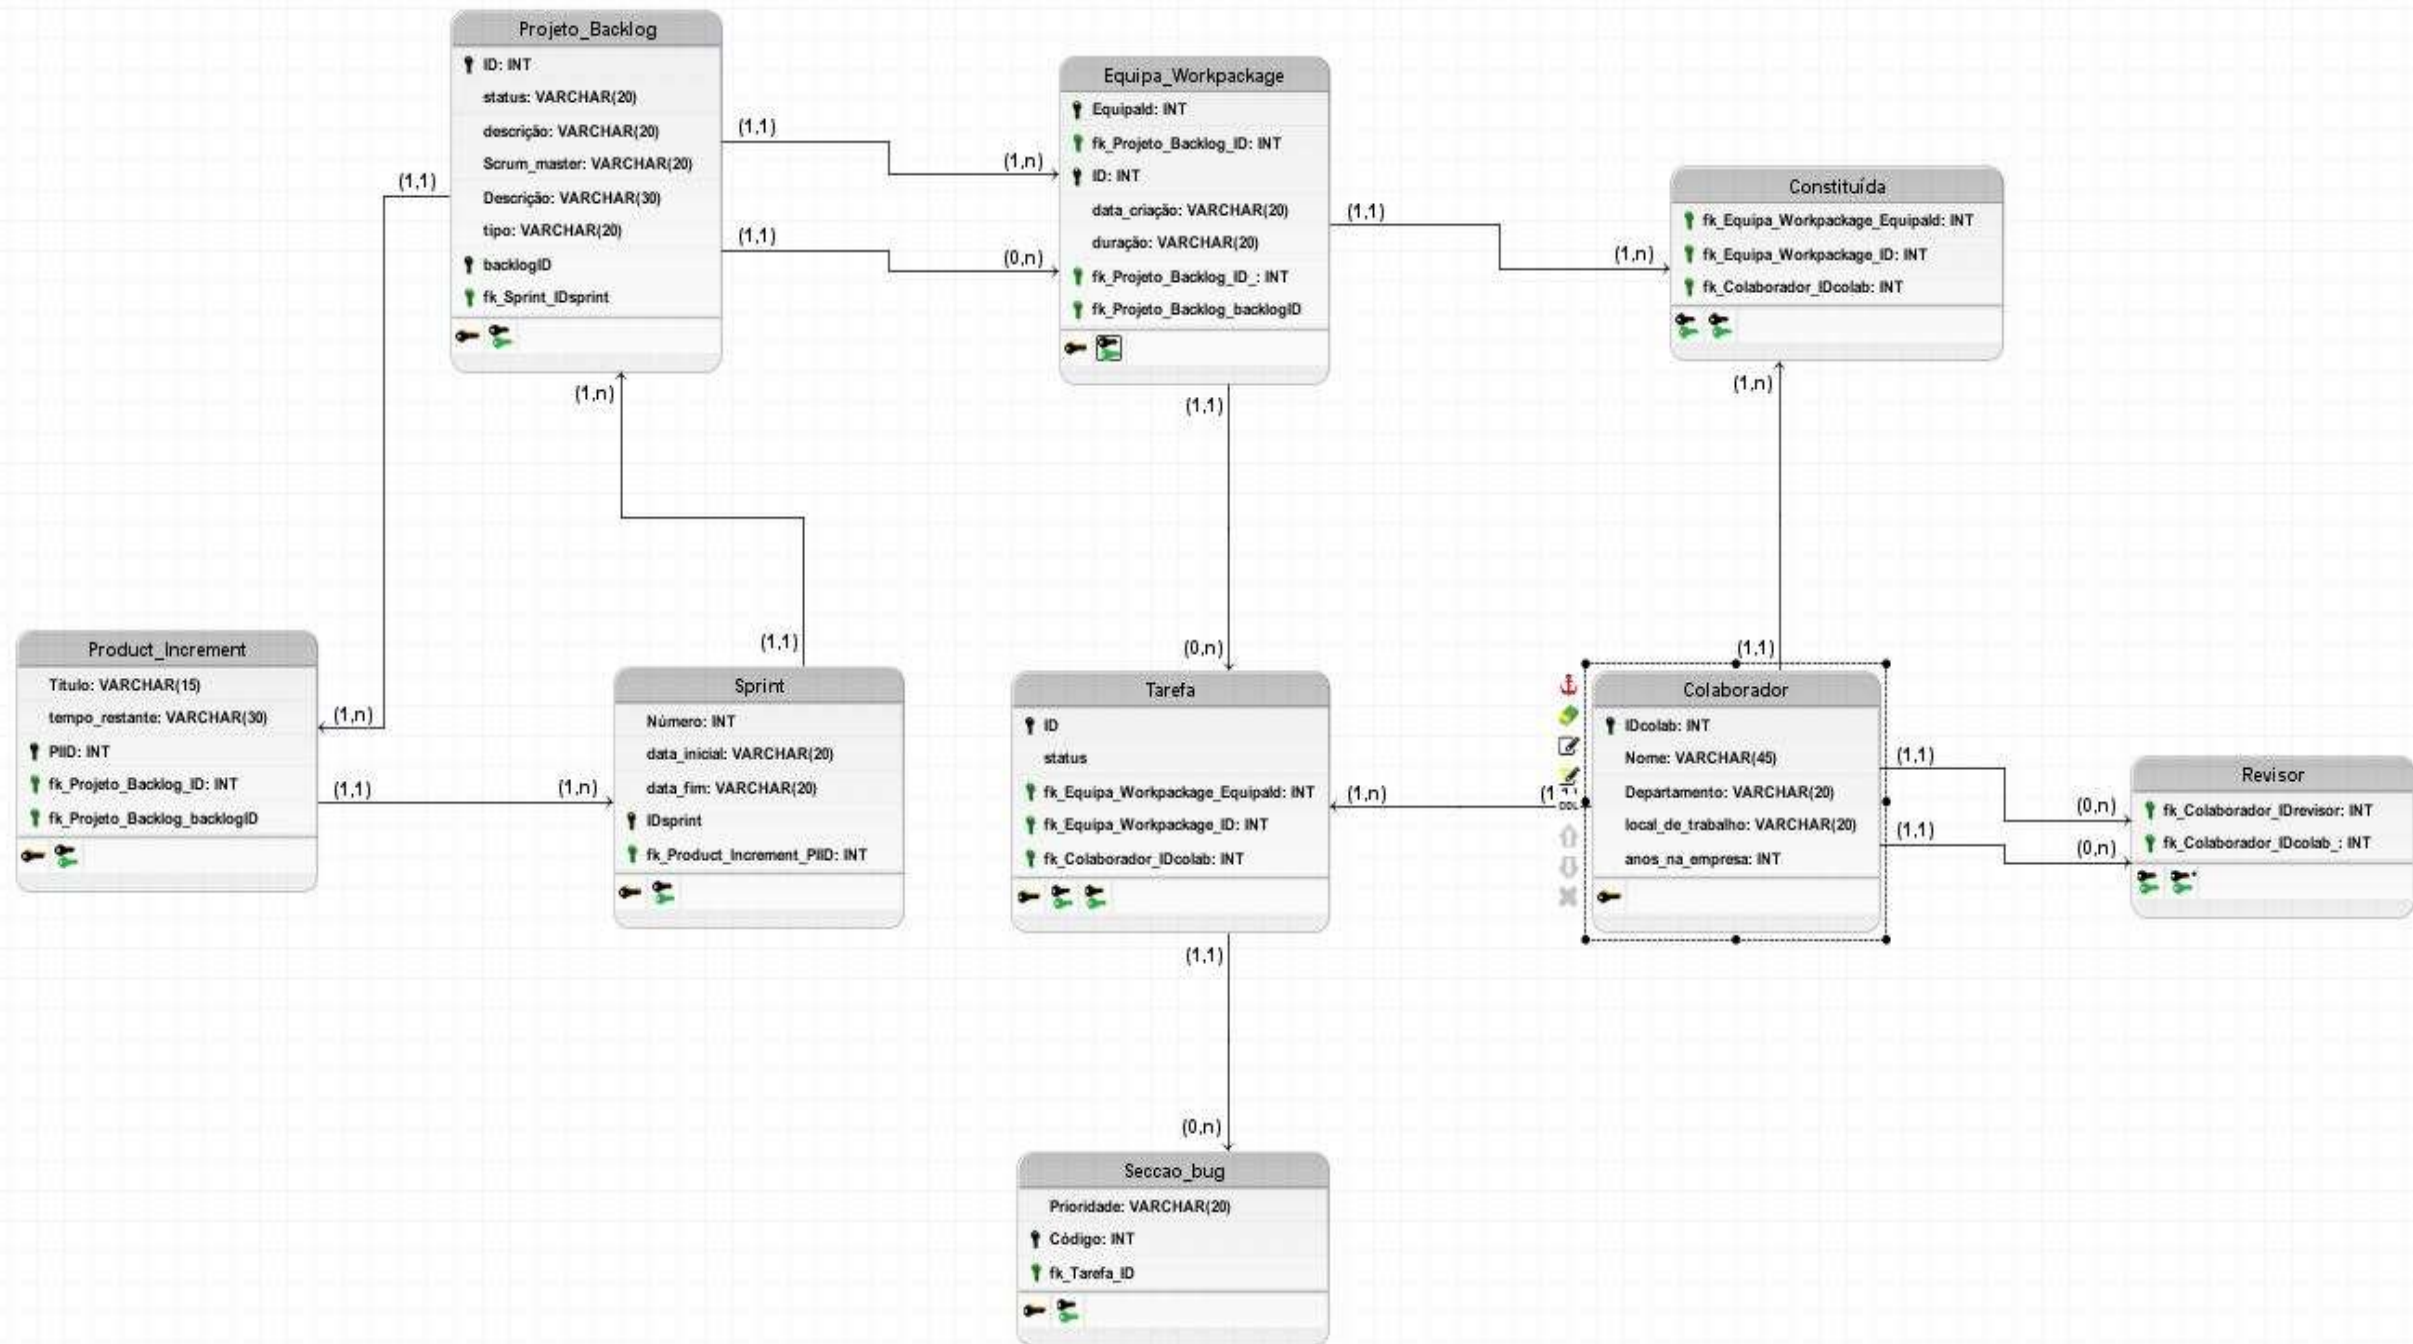 Projeto_Backlog
ID: INT
status: VARCHAR(20)
descrição: VARCHAR(20)
Scrum_master: VARCHAR(20)
Descrição: VARCHAR(30)
tipo: VARCHAR(20)
backlogID
fk_Sprint_IDsprint
(1,1)
(1,1)
(1,n)
(1,1)
(0,n)
(1,n)
Equipa_Workpackage
EquipaId: INT
fk_Projeto_Backlog_ID: INT
ID: INT
data_criação: VARCHAR(20)
duração: VARCHAR(20)
fk_Projeto_Backlog_ID_: INT
fk_Projeto_Backlog_backlogID
(1,1)
(1,n)
(1,1)
(0,n)
Constituída
fk_Equipa_Workpackage_EquipaId: INT
fk_Equipa_Workpackage_ID: INT
fk_Colaborador_IDcolab: INT
(1,n)
(1,1)
Product_Increment
Titulo: VARCHAR(15)
tempo_restante: VARCHAR(30)
PIID: INT
fk_Projeto_Backlog_ID: INT
fk_Projeto_Backlog_backlogID
(1,n)
(1,1)
(1,n)
(1,1)
Sprint
Número: INT
data_inicial: VARCHAR(20)
data_fim: VARCHAR(20)
IDsprint
fk_Product_Increment_PIID: INT
Tarefa
ID
status
fk_Equipa_Workpackage_EquipaId: INT
fk_Equipa_Workpackage_ID: INT
fk_Colaborador_IDcolab: INT
(1,n)
Colaborador
IDcolab: INT
Nome: VARCHAR(45)
Departamento: VARCHAR(20)
local_de_trabalho: VARCHAR(20)
anos_na_empresa: INT
(1,1)
(0,n)
(1,1)
(0,n)
Revisor
fk_Colaborador_IDrevisor: INT
fk_Colaborador_IDcolab_: INT
(1,1)
(0,n)
Seccao_bug
Prioridade: VARCHAR(20)
Código: INT
fk_Tarefa_ID